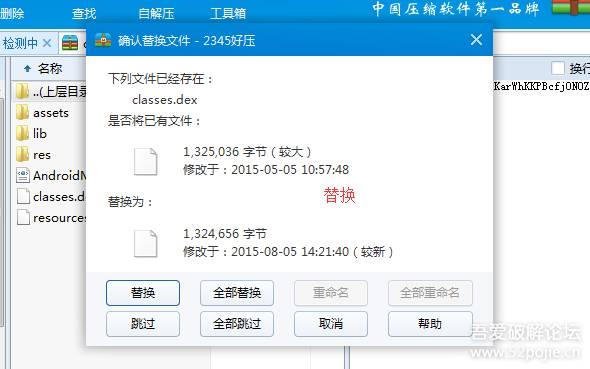 删除 查找 自解压 工具箱
中国压缩软件第一品牌
检测中
名称
换行
..(上层目录
assets
lib
res
AndroidM
classes.de
resources
KarWhKKPBcfjONOZ
确认替换文件 - 2345好压
下列文件已经存在：
classes.dex
是否将已有文件：
1,325,036 字节（较大）
修改于：2015-05-05 10:57:48
替换
替换为：
1,324,656 字节
修改于：2015-08-05 14:21:40（较新）
替换 全部替换 重命名 全部重命名
跳过 全部跳过 取消 帮助
吾爱破解论坛
www.52pojie.cn